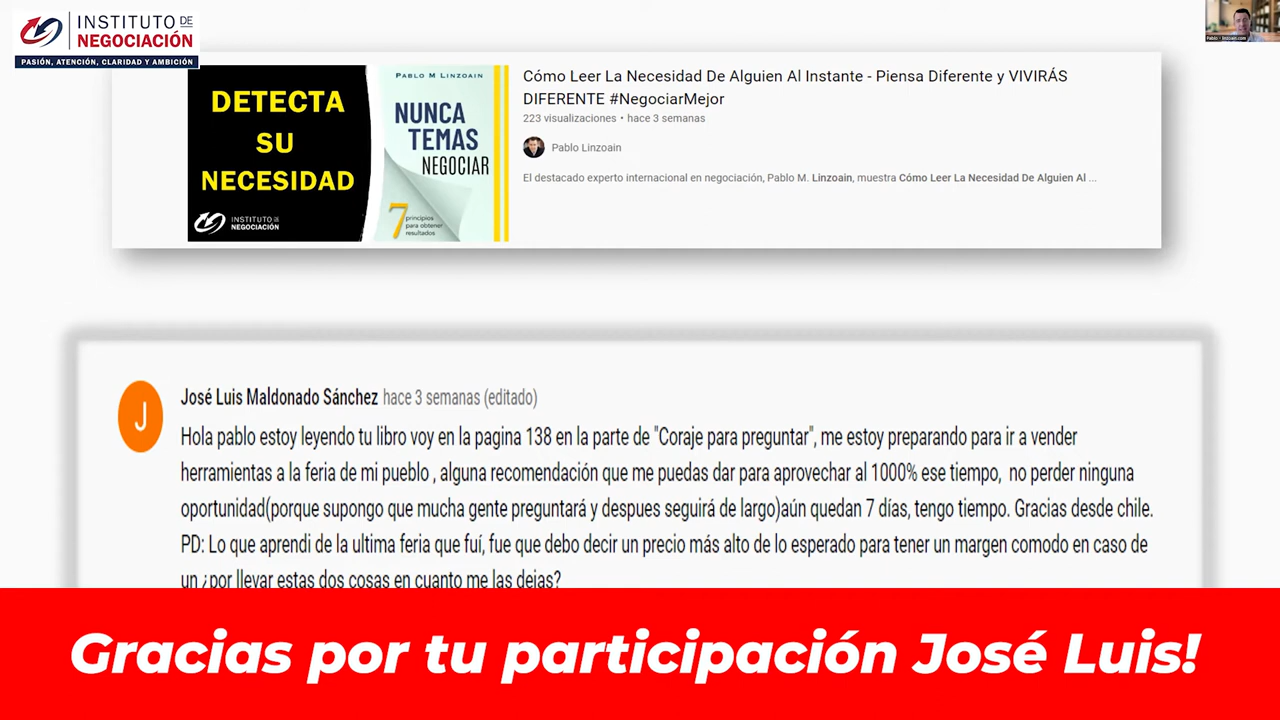 INSTITUTO DE
NEGOCIACIÓN
PASIÓN, ATENCIÓN, CLARIDAD Y AMBICIÓN
Pablo - linzoain.com
DETECTA
SU
NECESIDAD
INSTITUTO DE
NEGOCIACIÓN
PABLO M LINZOAIN
NUNCA
TEMAS
NEGOCIAR
7 principios
para obtener
resultados
Cómo Leer La Necesidad De Alguien Al Instante - Piensa Diferente y VIVIRÁS
DIFERENTE #NegociarMejor
223 visualizaciones • hace 3 semanas
Pablo Linzoain
El destacado experto internacional en negociación, Pablo M. Linzoain, muestra Cómo Leer La Necesidad De Alguien Al ...
J
José Luis Maldonado Sánchez hace 3 semanas (editado)
Hola pablo estoy leyendo tu libro voy en la pagina 138 en la parte de "Coraje para preguntar", me estoy preparando para ir a vender
herramientas a la feria de mi pueblo , alguna recomendación que me puedas dar para aprovechar al 1000% ese tiempo, no perder ninguna
oportunidad(porque supongo que mucha gente preguntará y despues seguirá de largo)aún quedan 7 días, tengo tiempo. Gracias desde chile.
PD: Lo que aprendi de la ultima feria que fuí, fue que debo decir un precio más alto de lo esperado para tener un margen comodo en caso de
un ¿por llevar estas dos cosas en cuanto me las dejas?
Gracias por tu participación José Luis!